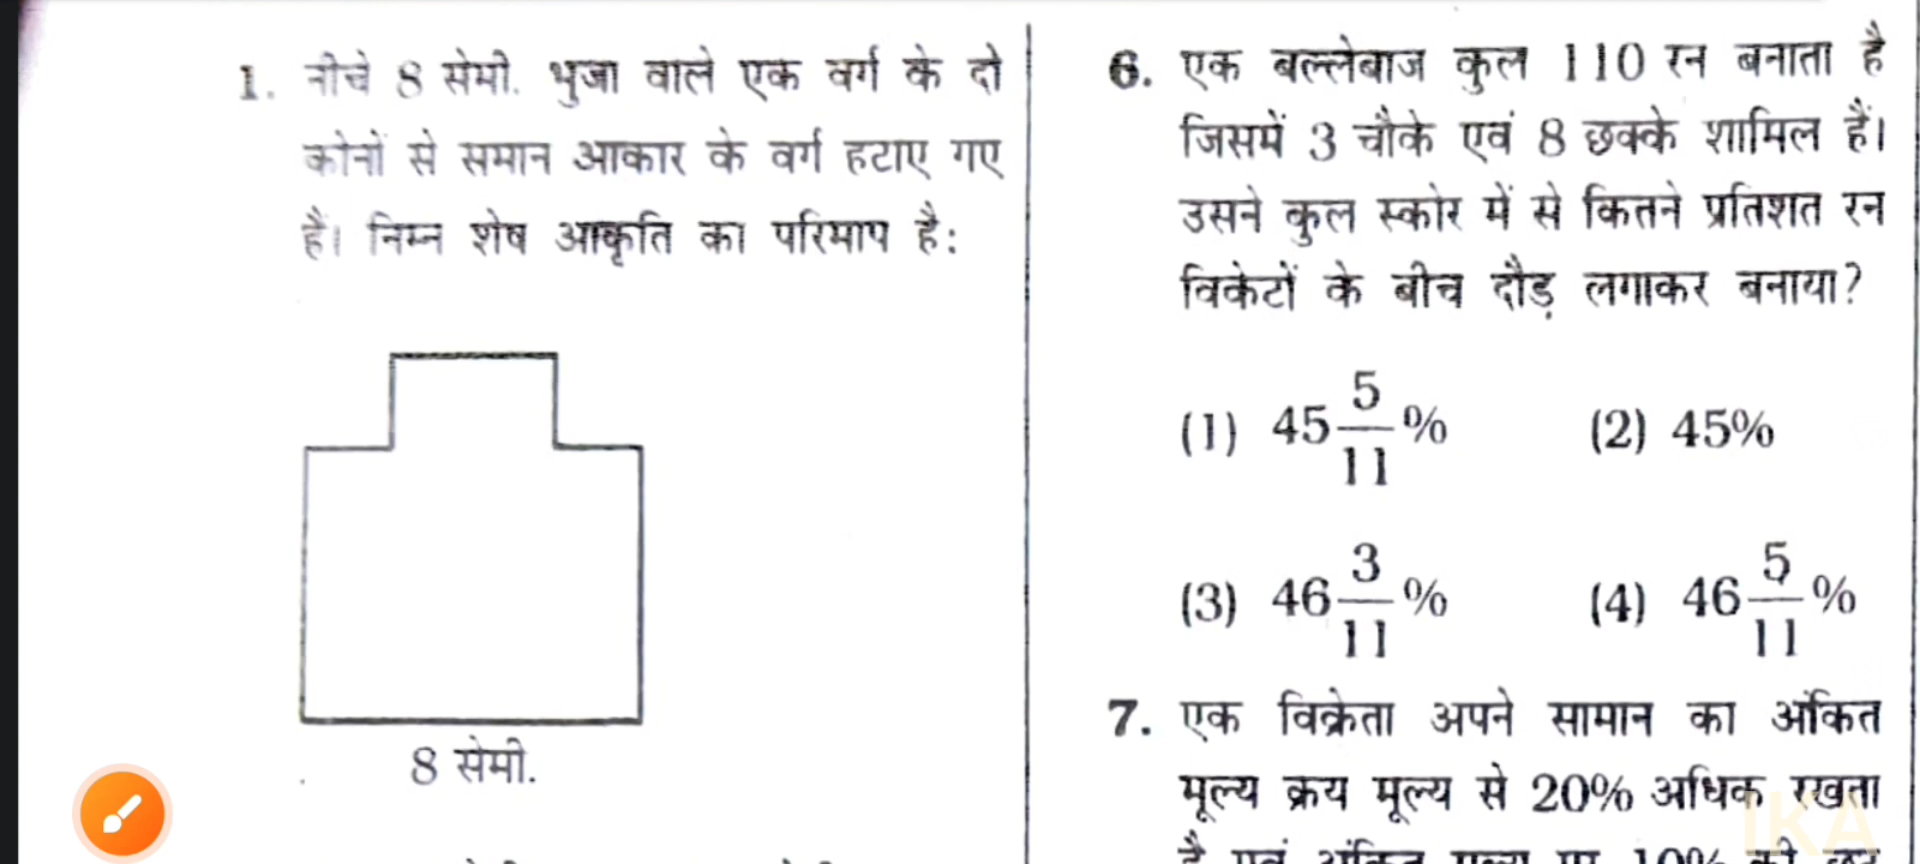 1. नीचे 8 सेमी. भुजा वाले एक वर्ग के दो
कोनों से समान आकार के वर्ग हटाए गए
हैं। निम्न शेष आकृति का परिमाप है:
8 सेमी.
6. एक बल्लेबाज कुल 110 रन बनाता है
जिसमें 3 चौके एवं 8 छक्के शामिल हैं।
उसने कुल स्कोर में से कितने प्रतिशत रन
विकेटों के बीच दौड़ लगाकर बनाया?
(1) 45 5/11 % (2) 45%
(3) 46 3/11 % (4) 46 5/11 %
7. एक विक्रेता अपने सामान का अंकित
मूल्य क्रय मूल्य से 20% अधिक रखता
IKA